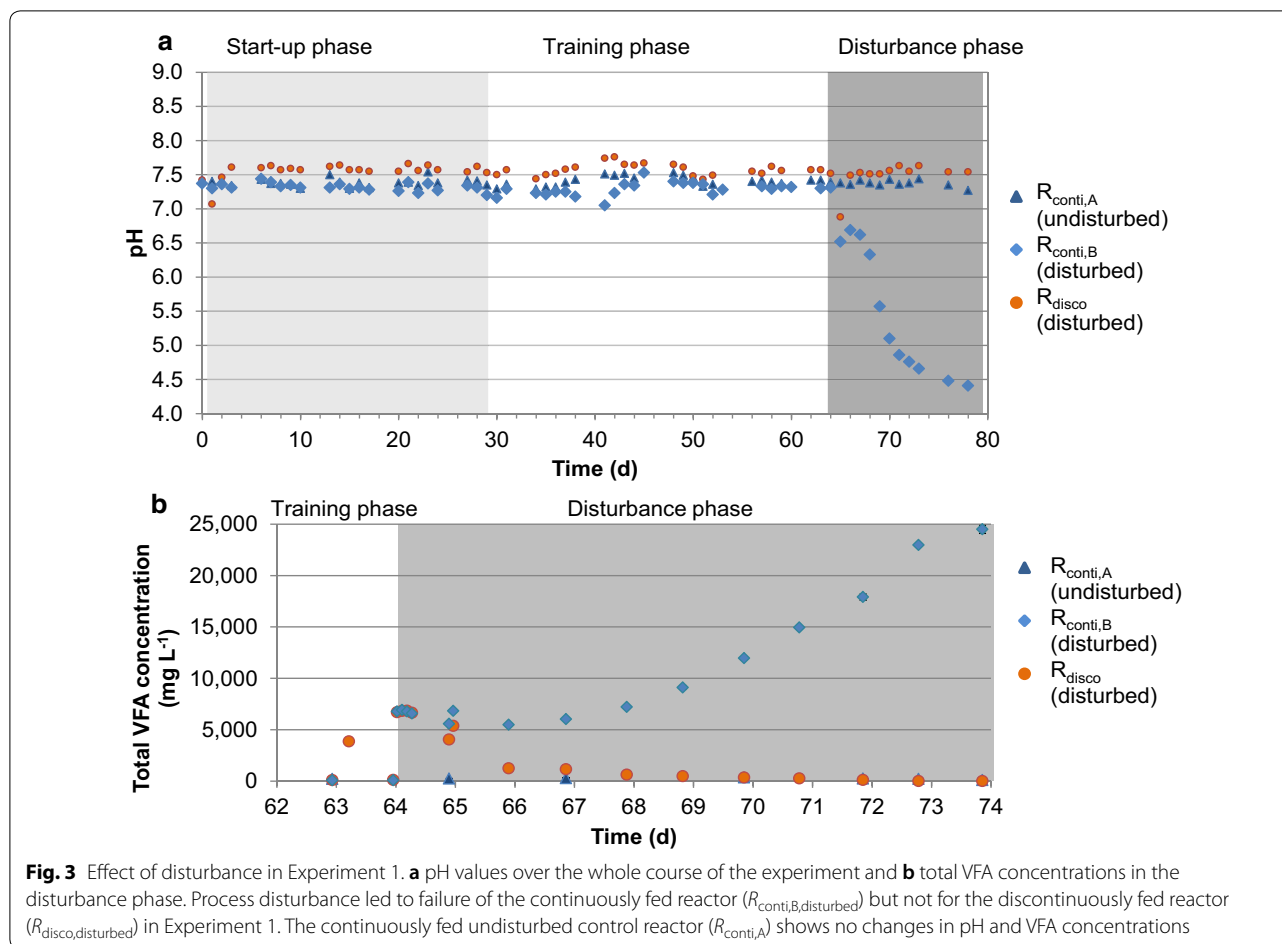 a
Start-up phase Training phase Disturbance phase
9.0
8.5
8.0
7.5
7.0
6.5
6.0
5.5
5.0
4.5
4.0
pH
0 10 20 30 40 50 60 70 80
Time (d)
R conti,A
(undisturbed)
R conti,B
(disturbed)
R disco
(disturbed)
b
Training phase Disturbance phase
25,000
20,000
15,000
10,000
5,000
0
Total VFA concentration
(mg L-1)
62 63 64 65 66 67 68 69 70 71 72 73 74
Time (d)
R conti,A
(undisturbed)
R conti,B
(disturbed)
R disco
(disturbed)
Fig. 3 Effect of disturbance in Experiment 1. a pH values over the whole course of the experiment and b total VFA concentrations in the
disturbance phase. Process disturbance led to failure of the continuously fed reactor (Rconti,B,disturbed) but not for the discontinuously fed reactor
(Rdisco,disturbed) in Experiment 1. The continuously fed undisturbed control reactor (Rconti,A) shows no changes in pH and VFA concentrations